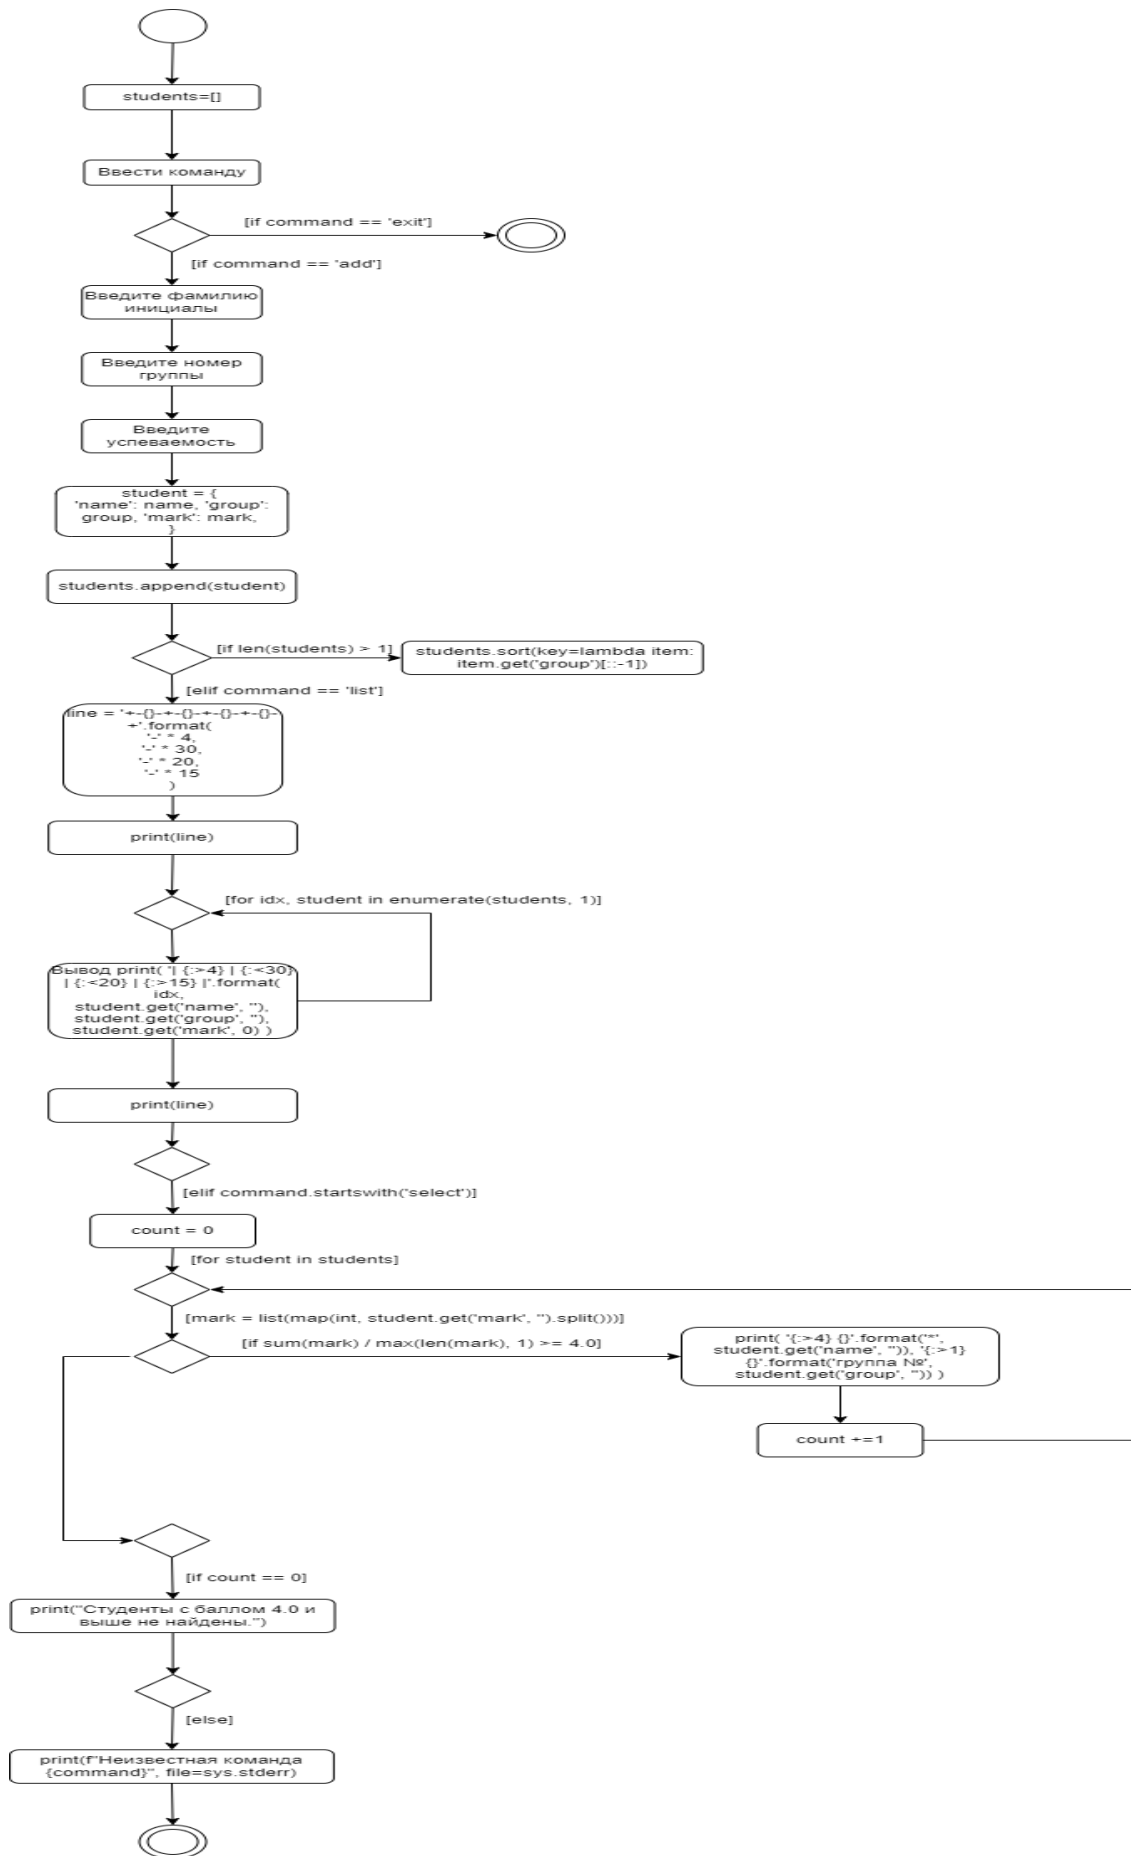 students=[]
Ввести команду
[if command == 'exit']
[if command == 'add']
Введите фамилию
инициалы
Введите номер
группы
Введите
успеваемость
student = {
'name': name, 'group':
group, 'mark': mark,
}
students.append(student)
[if len(students) > 1]
students.sort(key=lambda item:
item.get('group')[::-1])
[elif command == 'list']
line = '+-{}-+-{}-+-{}-+-{}-
+'.format(
'-' * 4,
'-' * 30,
'-' * 20,
'-' * 15
)
print(line)
[for idx, student in enumerate(students, 1)]
Вывод print( '| {:>4} | {:<30}
| {:<20} | {:>15} |'.format(
idx,
student.get('name', ''),
student.get('group', ''),
student.get('mark', 0) )
print(line)
[elif command.startswith('select')]
count = 0
[for student in students]
[mark = list(map(int, student.get('mark', '').split()))]
[if sum(mark) / max(len(mark), 1) >= 4.0]
print( '{:>4} {}'.format('*',
student.get('name', '')), '{:>1}
{}'.format('группа №',
student.get('group', '')) )
count +=1
[if count == 0]
print("Студенты с баллом 4.0 и
выше не найдены.")
[else]
print(f"Неизвестная команда
{command}", file=sys.stderr)